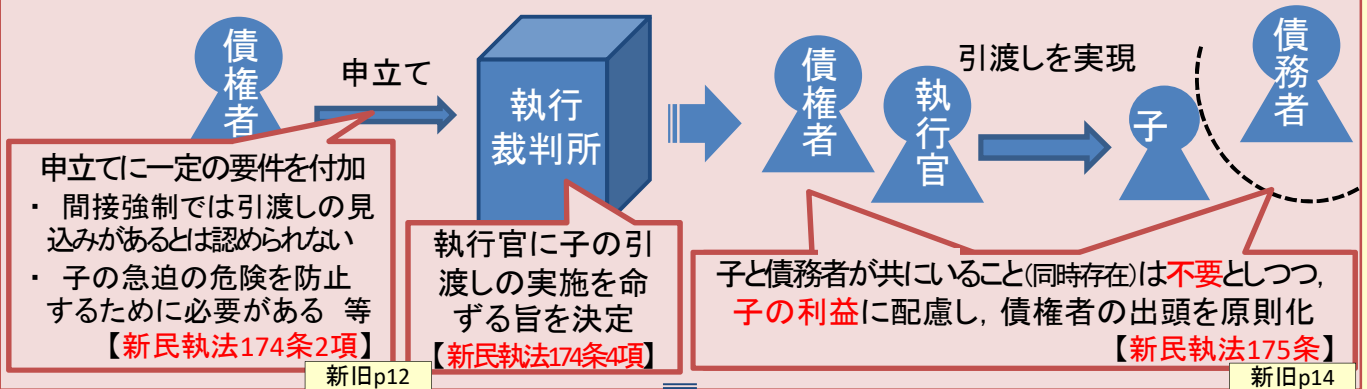 債権者
申立て
執行
裁判所
債権者
執行官
引渡しを実現
子
債務者
申立てに一定の要件を付加
・ 間接強制では引渡しの見
込みがあるとは認められない
・ 子の急迫の危険を防止
するために必要がある 等
【新民執法174条2項】
新旧p12
執行官に子の引
渡しの実施を命
ずる旨を決定
【新民執法174条4項】
子と債務者が共にいること(同時存在)は不要としつつ,
子の利益に配慮し, 債権者の出頭を原則化
【新民執法175条】
新旧p14